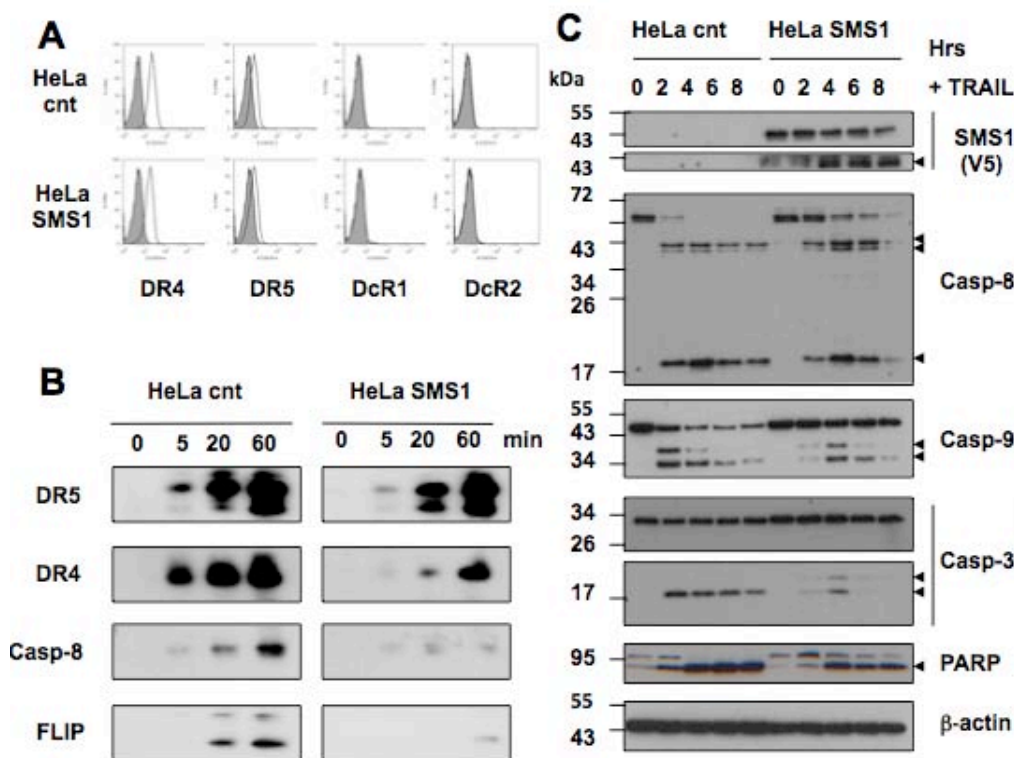 A
HeLa
cnt
HeLa
SMS1
DR4 DR5 DcR1 DcR2
B
HeLa cnt HeLa SMS1
0 5 20 60 0 5 20 60 min
DR5
DR4
Casp-8
FLIP
C
HeLa cnt HeLa SMS1 Hrs
kDa 0 2 4 6 8 0 2 4 6 8 + TRAIL
55
43
SMS1
(V5)
43
72
43
34
26
17
Casp-8
55
43
34
Casp-9
34
26
17
Casp-3
95
PARP
55
43
β-actin